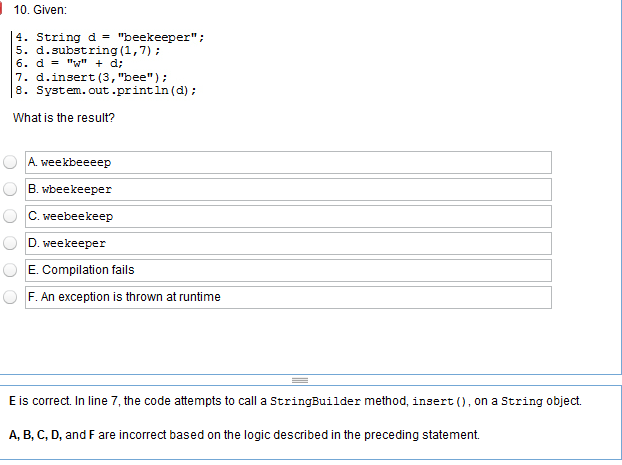 10. Given:
4. String d = "beekeeper";
5. d.substring(1,7);
6. d = "w" + d;
7. d.insert(3,"bee");
8. System.out.println(d);
What is the result?
A. weekbeeeep
B. wbeekeeper
C. weebeekeep
D. weekeeper
E. Compilation fails
F. An exception is thrown at runtime
E is correct. In line 7, the code attempts to call a StringBuilder method, insert(), on a String object.
A, B, C, D, and F are incorrect based on the logic described in the preceding statement.